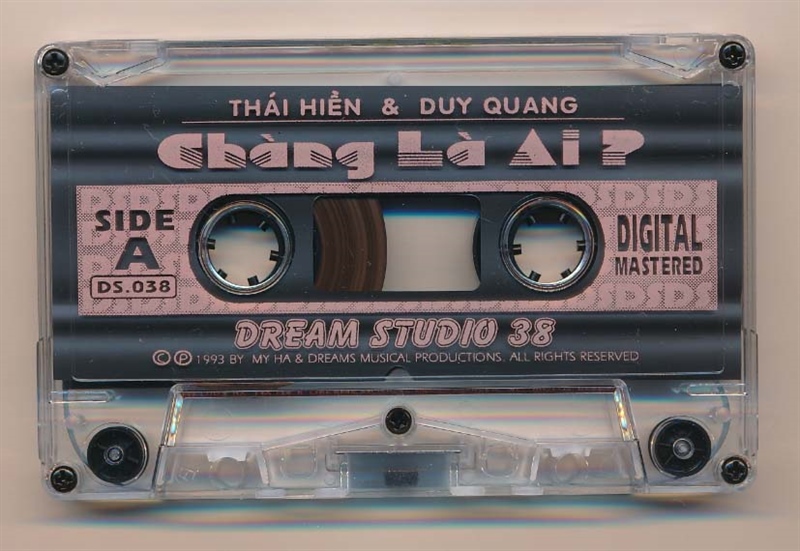 THÁI HIỀN & DUY QUANG
Chàng Là Ai ?
SIDE
A
DS.038
DIGITAL
MASTERED
DREAM STUDIO 38
© ℗ 1993 BY MY HA & DREAMS MUSICAL PRODUCTIONS. ALL RIGHTS RESERVED